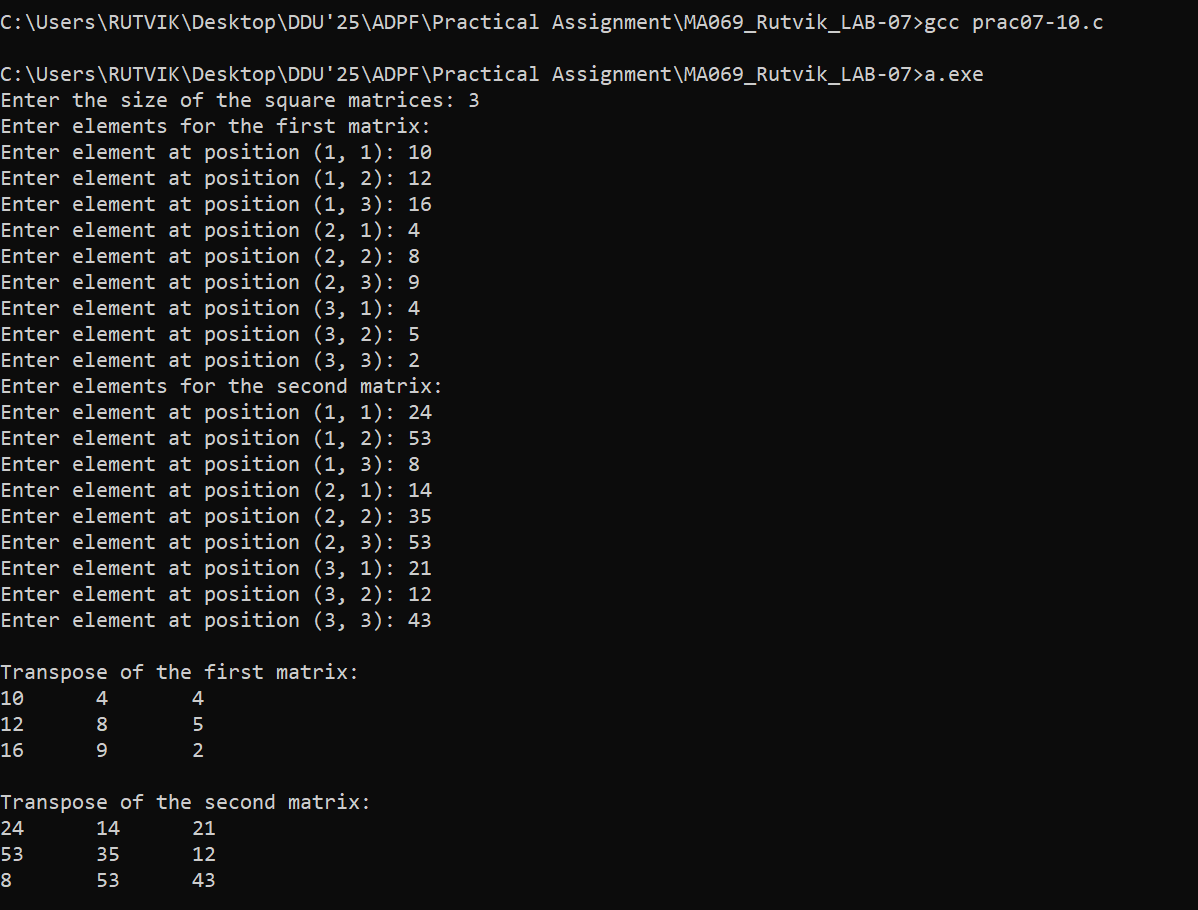 C:\Users\RUTVIK\Desktop\DDU'25\ADPF\Practical Assignment\MA069_Rutvik_LAB-07>gcc prac07-10.c
C:\Users\RUTVIK\Desktop\DDU'25\ADPF\Practical Assignment\MA069_Rutvik_LAB-07>a.exe
Enter the size of the square matrices: 3
Enter elements for the first matrix:
Enter element at position (1, 1): 10
Enter element at position (1, 2): 12
Enter element at position (1, 3): 16
Enter element at position (2, 1): 4
Enter element at position (2, 2): 8
Enter element at position (2, 3): 9
Enter element at position (3, 1): 4
Enter element at position (3, 2): 5
Enter element at position (3, 3): 2
Enter elements for the second matrix:
Enter element at position (1, 1): 24
Enter element at position (1, 2): 53
Enter element at position (1, 3): 8
Enter element at position (2, 1): 14
Enter element at position (2, 2): 35
Enter element at position (2, 3): 53
Enter element at position (3, 1): 21
Enter element at position (3, 2): 12
Enter element at position (3, 3): 43
Transpose of the first matrix:
10 4 4
12 8 5
16 9 2
Transpose of the second matrix:
24 14 21
53 35 12
8 53 43